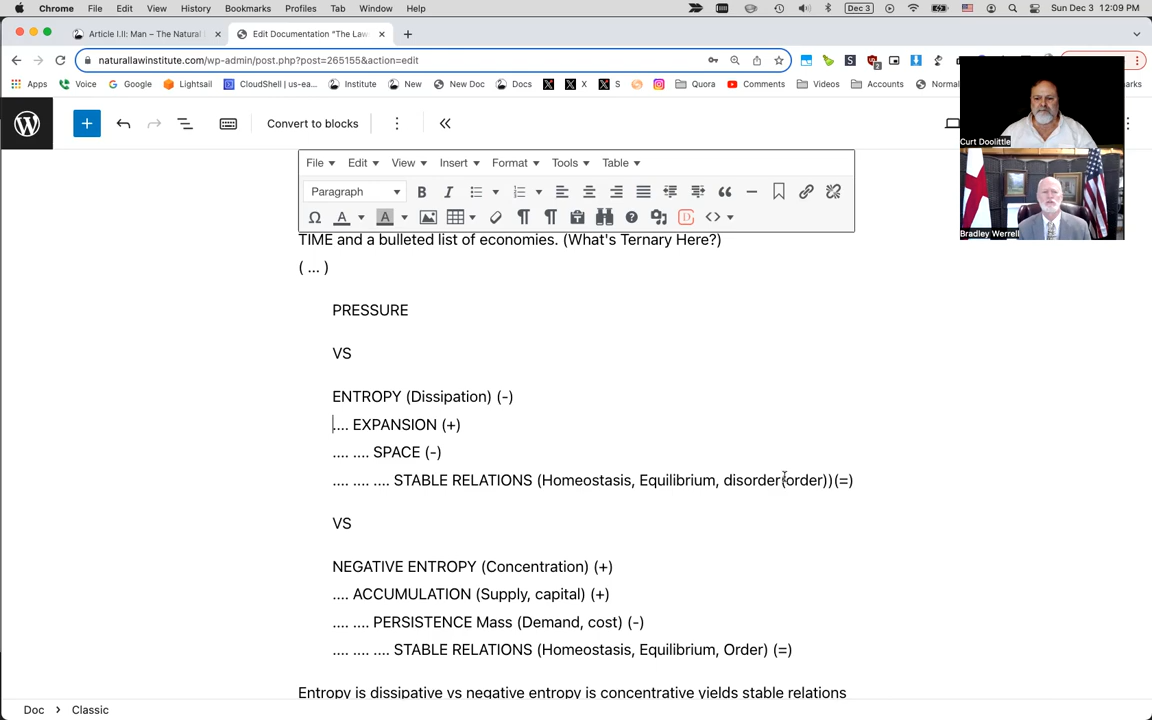 Chrome File Edit View History Bookmarks Profiles Tab Window Help Dec 3 Sun Dec 3 12:09 PM
Article I.II: Man – The Natural Edit Documentation “The Law
naturallawinstitute.com/wp-admin/post.php?post=265155&action=edit
Apps Voice Google Lightsail CloudShell | us-ea... Institute New New Doc Docs X S Quora Comments Videos Accounts Normal marks
Convert to blocks
Curt Doolittle
Bradley Werrell
File Edit View Insert Format Tools Table
Paragraph B I
TIME and a bulleted list of economies. (What's Ternary Here?)
( ... )
PRESSURE
VS
ENTROPY (Dissipation) (-)
.... EXPANSION (+)
.... .... SPACE (-)
.... .... .... STABLE RELATIONS (Homeostasis, Equilibrium, disorder(order))(=)
VS
NEGATIVE ENTROPY (Concentration) (+)
.... ACCUMULATION (Supply, capital) (+)
.... .... PERSISTENCE Mass (Demand, cost) (-)
.... .... .... STABLE RELATIONS (Homeostasis, Equilibrium, Order) (=)
Entropy is dissipative vs negative entropy is concentrative yields stable relations
Doc › Classic